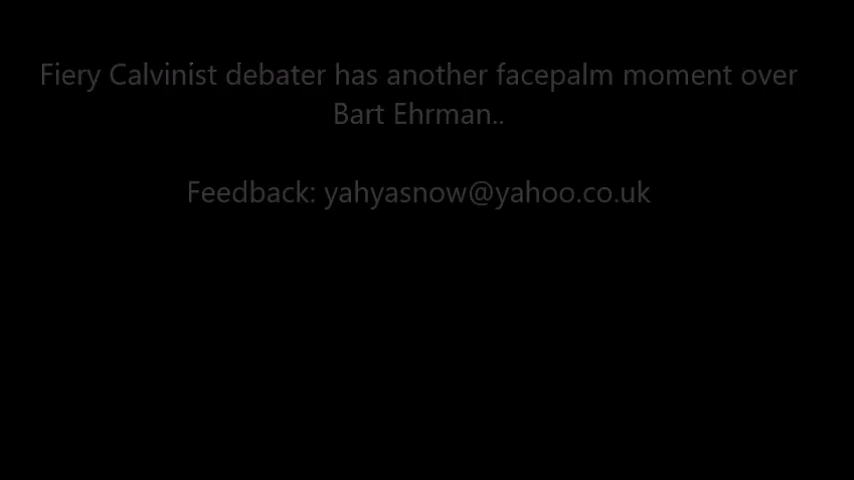 Fiery Calvinist debater has another facepalm moment over
Bart Ehrman..
Feedback: yahyasnow@yahoo.co.uk